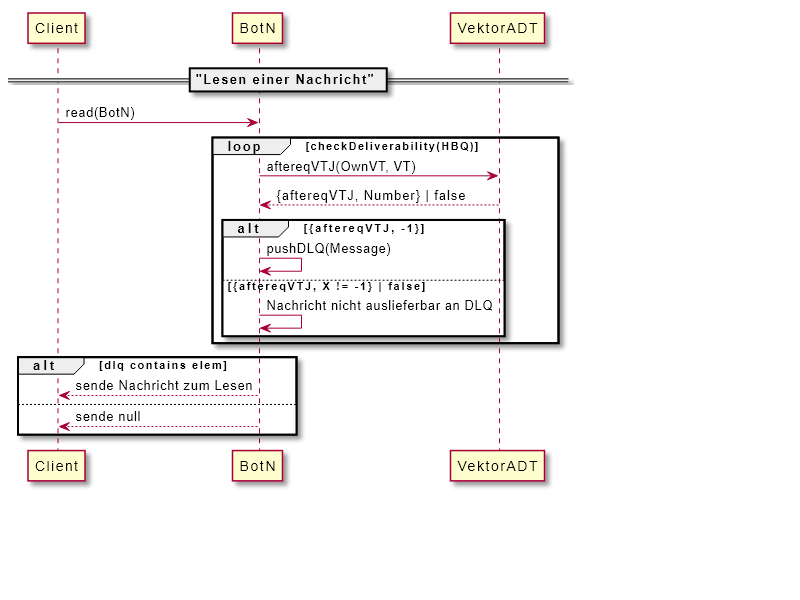 Client BotN VektorADT
"Lesen einer Nachricht"
read(BotN)
loop [checkDeliverability(HBQ)]
aftereqVTJ(OwnVT, VT)
{aftereqVTJ, Number} | false
alt [{aftereqVTJ, -1}]
pushDLQ(Message)
[{aftereqVTJ, X != -1} | false]
Nachricht nicht auslieferbar an DLQ
alt [dlq contains elem]
sende Nachricht zum Lesen
sende null
Client BotN VektorADT